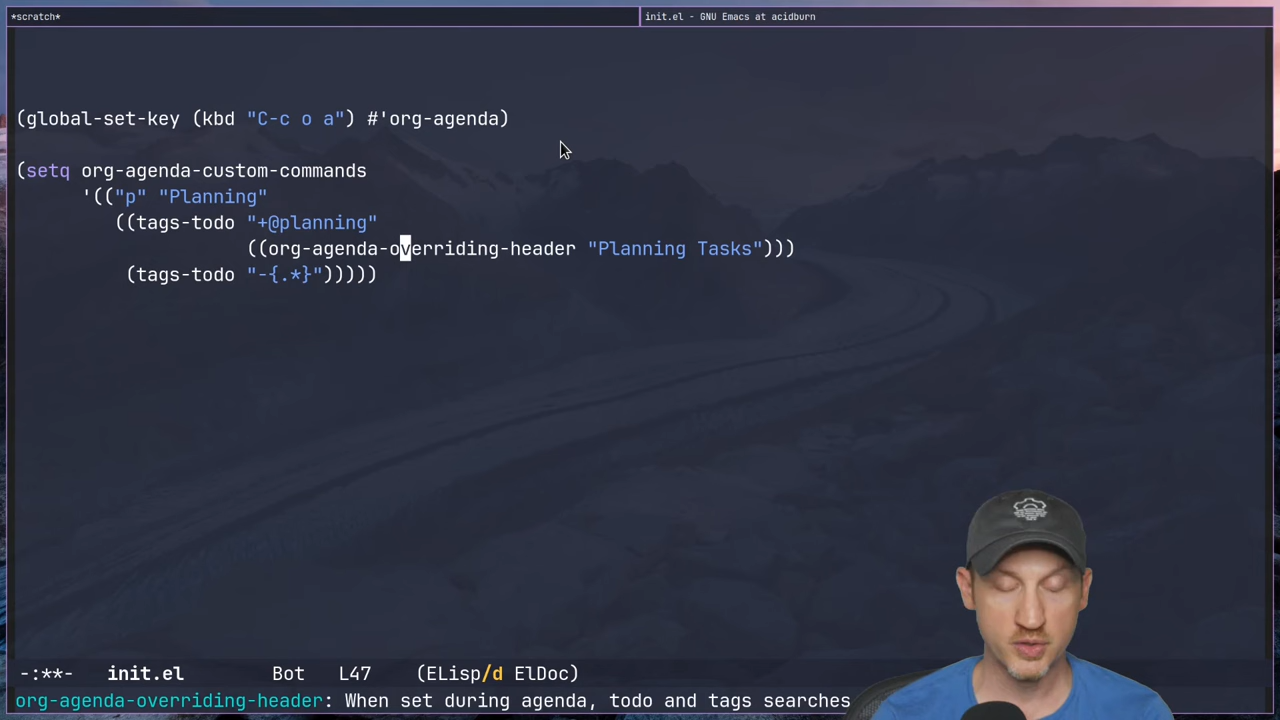 *scratch*
init.el - GNU Emacs at acidburn
(global-set-key (kbd "C-c o a") #'org-agenda)
(setq org-agenda-custom-commands
'(("p" "Planning"
((tags-todo "+@planning"
((org-agenda-overriding-header "Planning Tasks")))
(tags-todo "-{.*}")))))
-:**- init.el Bot L47 (ELisp/d ElDoc)
org-agenda-overriding-header: When set during agenda, todo and tags searches